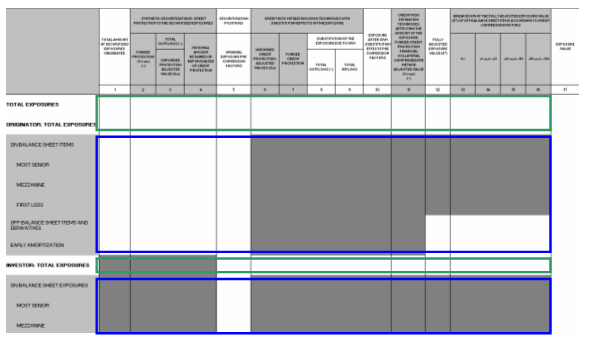 SYNTHETIC SECURITISATIONS: CREDIT
PROTECTION TO THE SECURITISED EXPOSURES
SECURITISATION
POSITIONS
CREDIT RISK MITIGATION (CRM) TECHNIQUES WITH
SUBSTITUTION EFFECTS ON THE EXPOSURE
CREDIT RISK
MITIGATION
TECHNIQUES
AFFECTING THE
AMOUNT OF THE
EXPOSURE:
FUNDED CREDIT
PROTECTION
FINANCIAL
COLLATERAL
COMPREHENSIVE
METHOD
ADJUSTED VALUE
BREAKDOWN OF THE FULLY ADJUSTED EXPOSURE VALUE
(E*) OF OFF BALANCE SHEET ITEMS ACCORDING TO CREDIT
CONVERSION FACTORS
TOTAL AMOUNT
OF SECURITISED
EXPOSURES
ORIGINATED
FUNDED
PROTECTION
(-)
TOTAL
OUTFLOWS (-)
UNFUNDED
PROTECTION
ADJUSTED
VALUES (Ga)
NOTIONAL
AMOUNT
RETAINED OR
REPURCHASED
OF CREDIT
PROTECTION
ORIGINAL
EXPOSURE PRE
CONVERSION
FACTORS
UNFUNDED
CREDIT
PROTECTION
ADJUSTED
VALUES (Ga)
FUNDED
CREDIT
PROTECTION
SUBSTITUTION OF THE
EXPOSURE DUE TO CRM
TOTAL
OUTFLOWS (-)
TOTAL
INFLOWS
EXPOSURE
AFTER CRM
SUBSTITUTION
EFFECTS PRE
CONVERSION
FACTORS
FULLY
ADJUSTED
EXPOSURE
VALUE (E*)
0%
EXPOSURE
VALUE
1 2 3 4 5 6 7 8 9 10 11 12 13 14 15 16 17
TOTAL EXPOSURES
ORIGINATOR: TOTAL EXPOSURES
ON BALANCE SHEET ITEMS
MOST SENIOR
MEZZANINE
FIRST LOSS
OFF BALANCE SHEET ITEMS AND
DERIVATIVES
EARLY AMORTIZATION
INVESTOR: TOTAL EXPOSURES
ON BALANCE SHEET EXPOSURES
MOST SENIOR
MEZZANINE